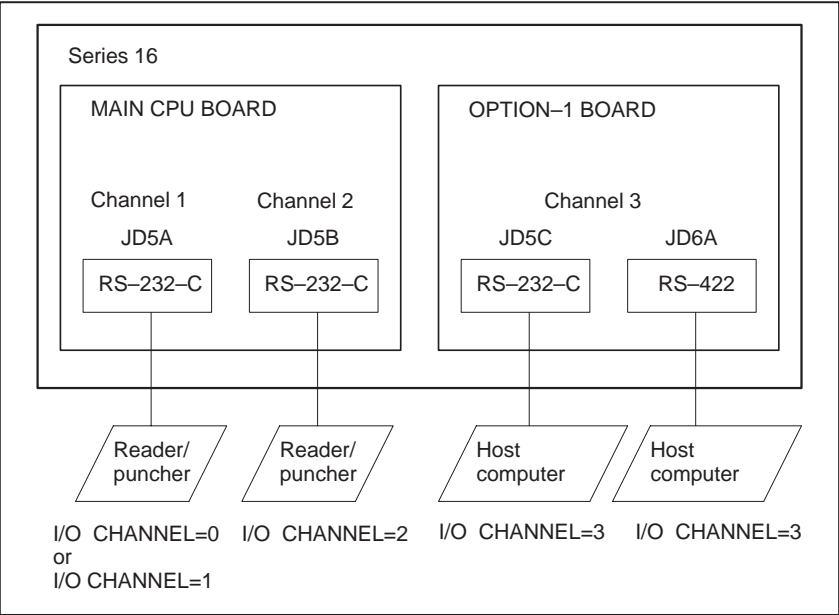 Series 16
MAIN CPU BOARD
OPTION–1 BOARD
Channel 1
Channel 2
Channel 3
JD5A
JD5B
JD5C
JD6A
RS–232–C
RS–232–C
RS–232–C
RS–422
Reader/
puncher
Reader/
puncher
Host
computer
Host
computer
I/O CHANNEL=0
or
I/O CHANNEL=1
I/O CHANNEL=2
I/O CHANNEL=3
I/O CHANNEL=3